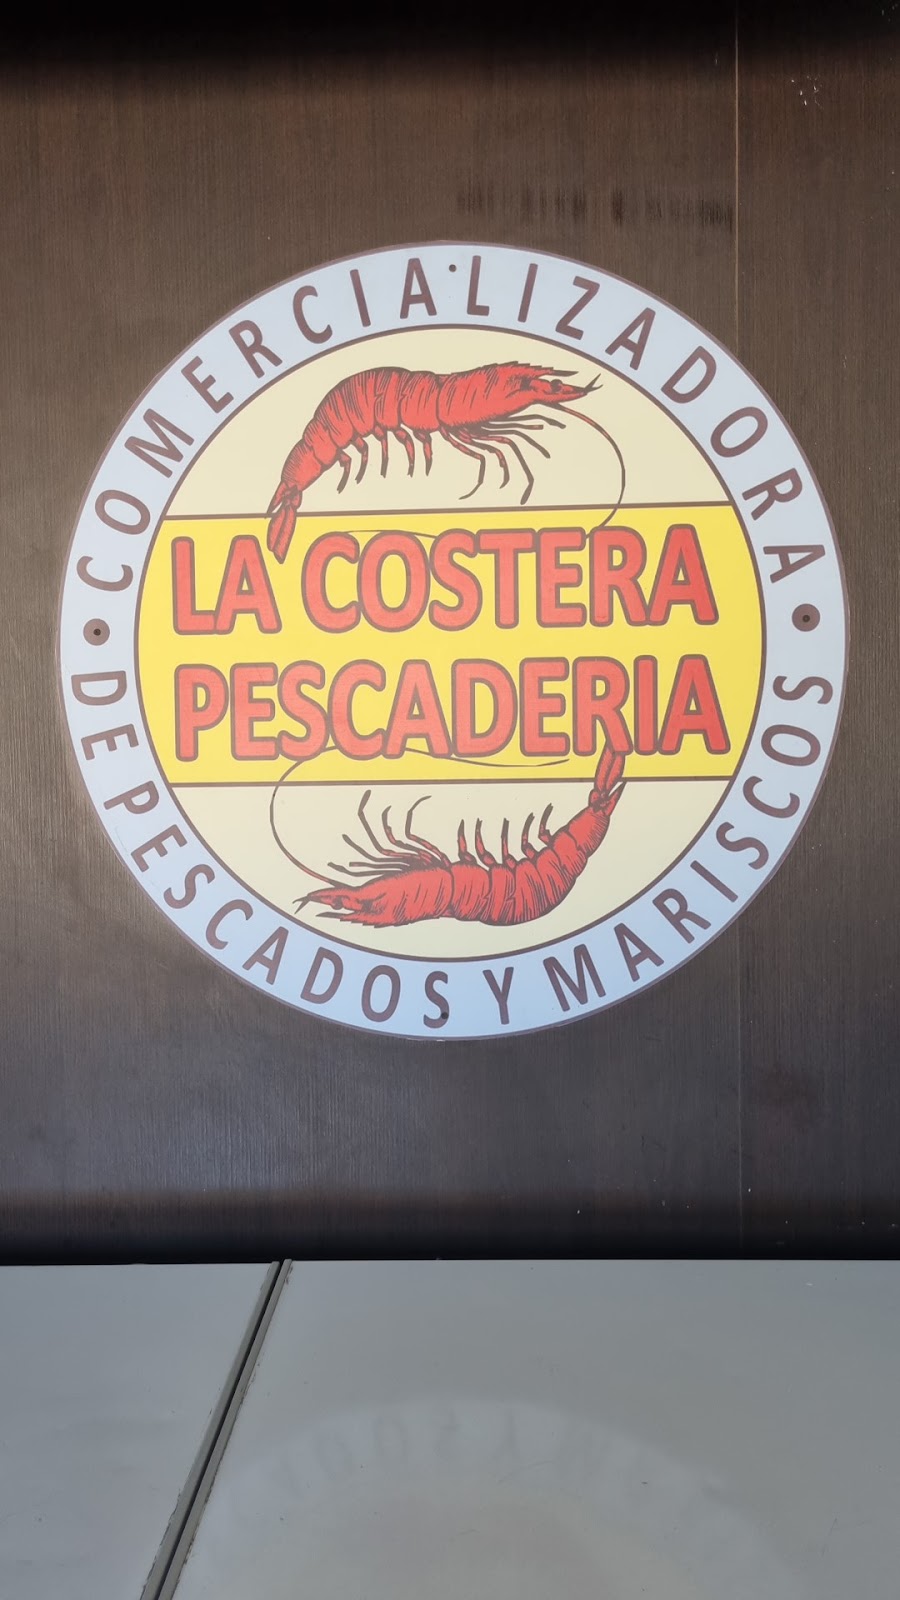 COMERCIALIZADORA
LA COSTERA
PESCADERIA
DE PESCADOS Y MARISCOS